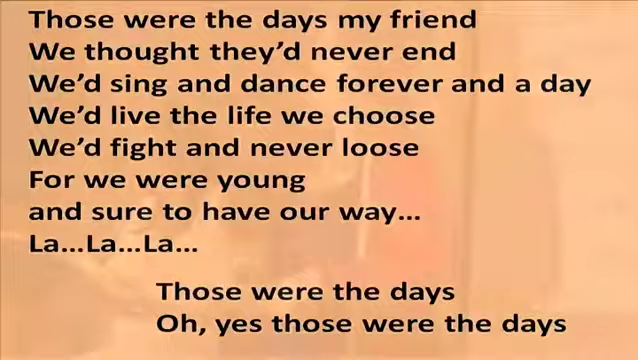 Those were the days my friend
We thought they'd never end
We'd sing and dance forever and a day
We'd live the life we choose
We'd fight and never loose
For we were young
and sure to have our way...
La...La...La...
Those were the days
Oh, yes those were the days